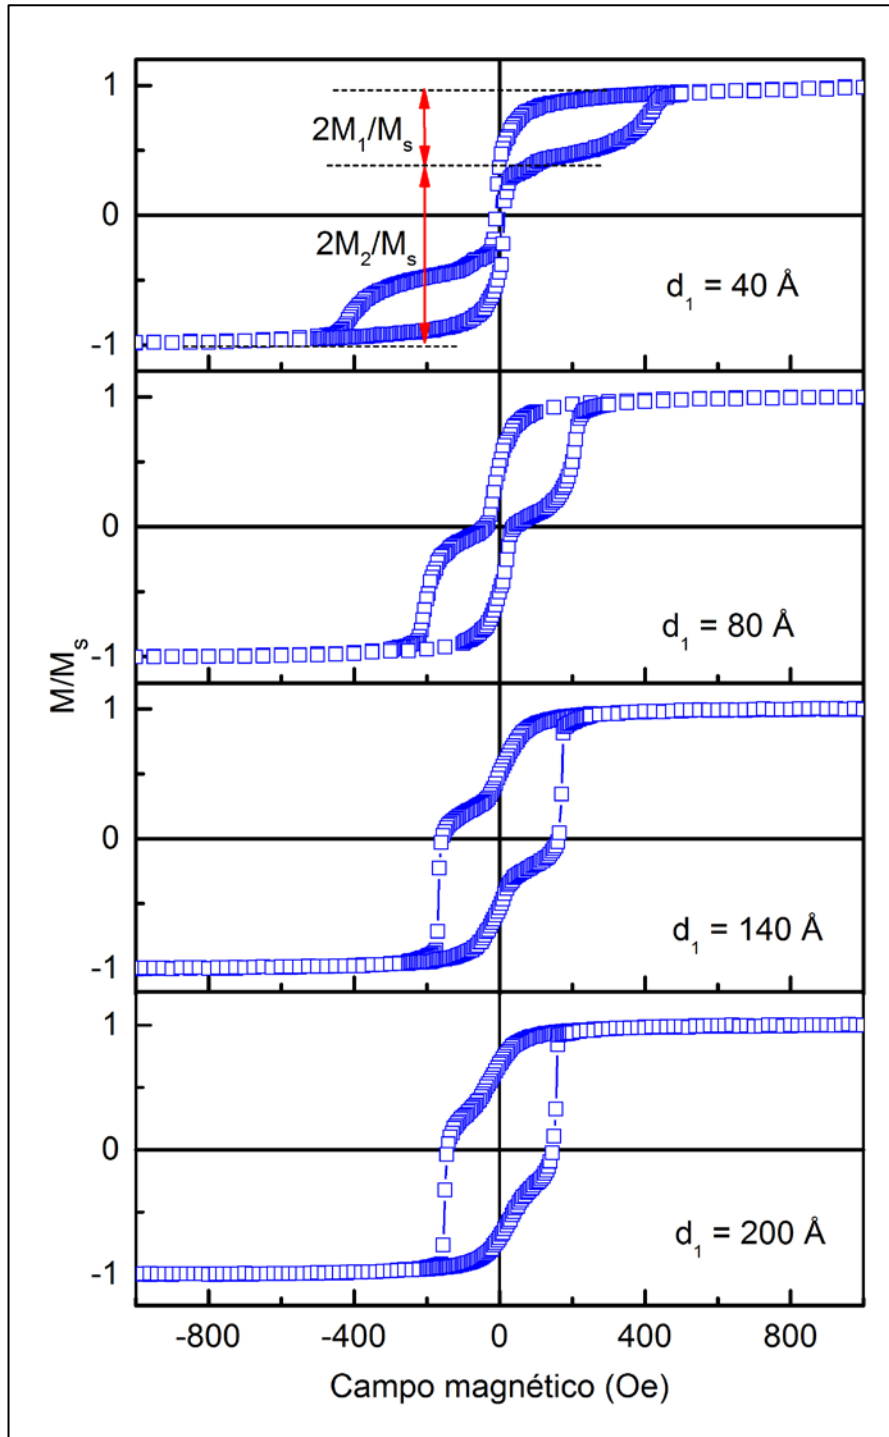 1
2M₁/Mₛ
0
2M₂/Mₛ
d₁ = 40 Å
-1
1
0
d₁ = 80 Å
-1
M/Mₛ
1
0
d₁ = 140 Å
-1
1
0
d₁ = 200 Å
-1
-800 -400 0 400 800
Campo magnético (Oe)